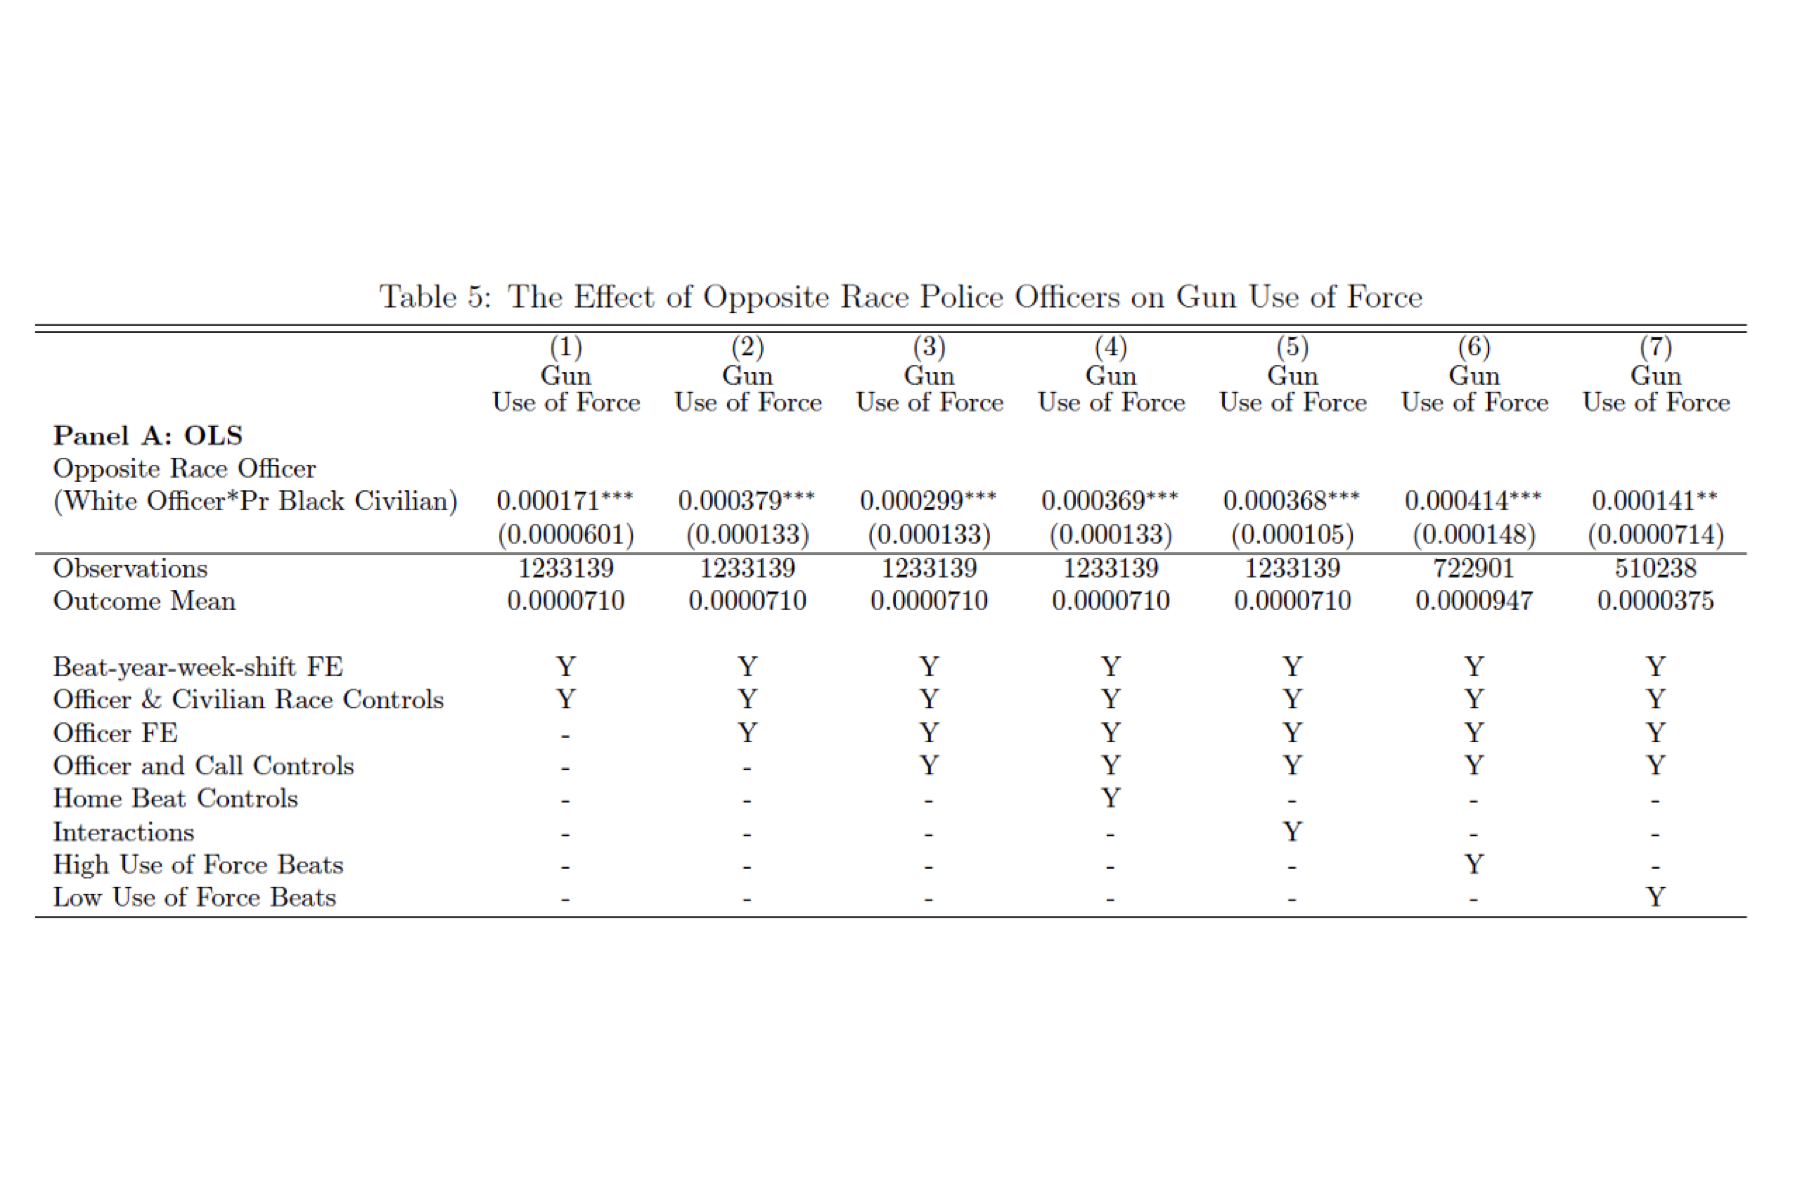 Table 5: The Effect of Opposite Race Police Officers on Gun Use of Force
(1) (2) (3) (4) (5) (6) (7)
Gun Gun Gun Gun Gun Gun Gun
Use of Force Use of Force Use of Force Use of Force Use of Force Use of Force Use of Force
Panel A: OLS
Opposite Race Officer
(White Officer*Pr Black Civilian) 0.000171*** 0.000379*** 0.000299*** 0.000369*** 0.000368*** 0.000414*** 0.000141**
(0.0000601) (0.000133) (0.000133) (0.000133) (0.000105) (0.000148) (0.0000714)
Observations 1233139 1233139 1233139 1233139 1233139 722901 510238
Outcome Mean 0.0000710 0.0000710 0.0000710 0.0000710 0.0000710 0.0000947 0.0000375
Beat-year-week-shift FE Y Y Y Y Y Y Y
Officer & Civilian Race Controls Y Y Y Y Y Y Y
Officer FE - Y Y Y Y Y Y
Officer and Call Controls - - Y Y Y Y Y
Home Beat Controls - - - Y - - -
Interactions - - - - Y - -
High Use of Force Beats - - - - - Y -
Low Use of Force Beats - - - - - - Y